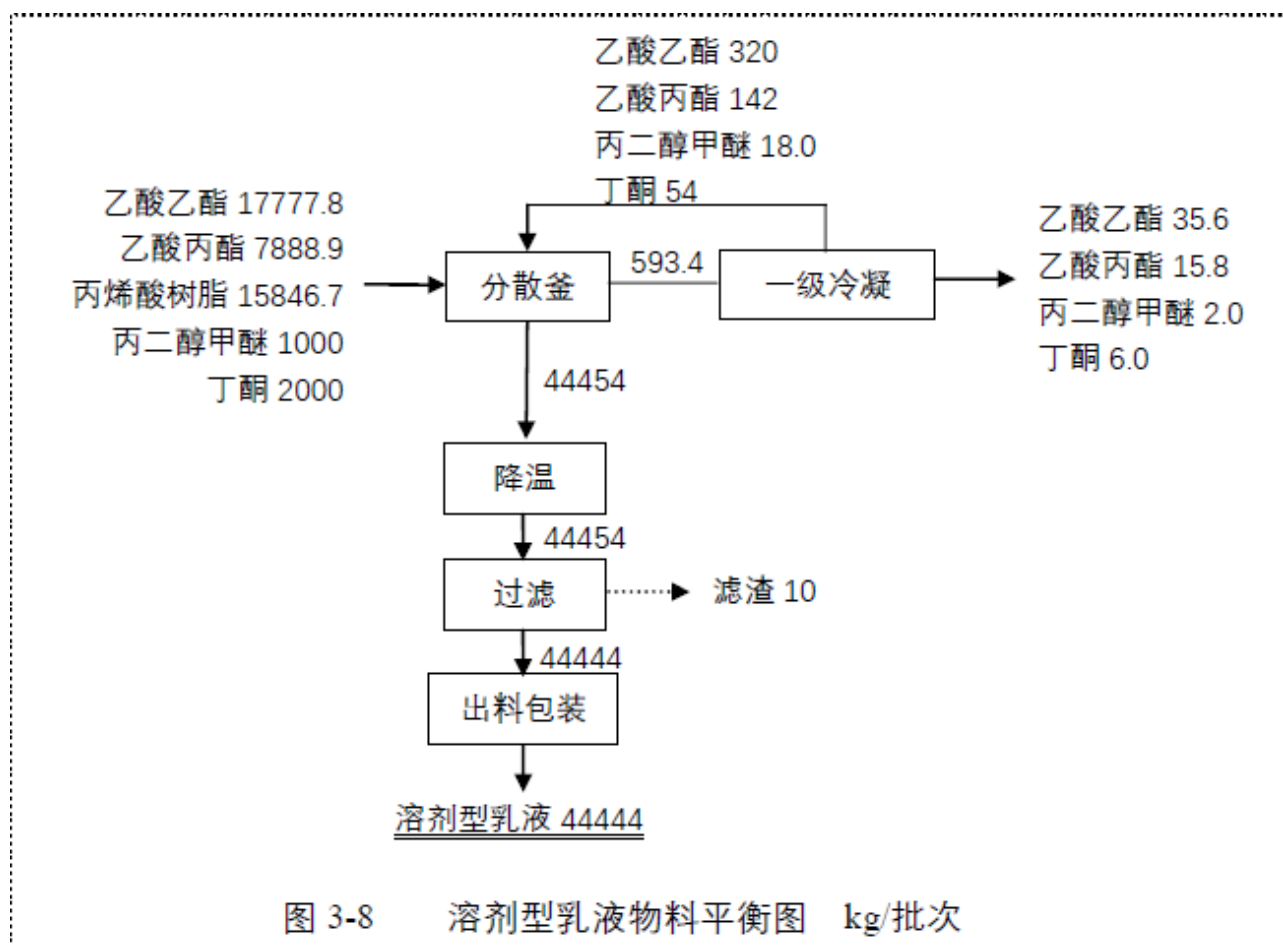 乙酸乙酯 320
乙酸丙酯 142
丙二醇甲醚 18.0
丁酮 54
乙酸乙酯 17777.8
乙酸丙酯 7888.9
丙烯酸树脂 15846.7
丙二醇甲醚 1000
丁酮 2000
分散釜
593.4
一级冷凝
乙酸乙酯 35.6
乙酸丙酯 15.8
丙二醇甲醚 2.0
丁酮 6.0
44454
降温
44454
过滤
滤渣 10
44444
出料包装
溶剂型乳液 44444
图 3-8 溶剂型乳液物料平衡图 kg/批次